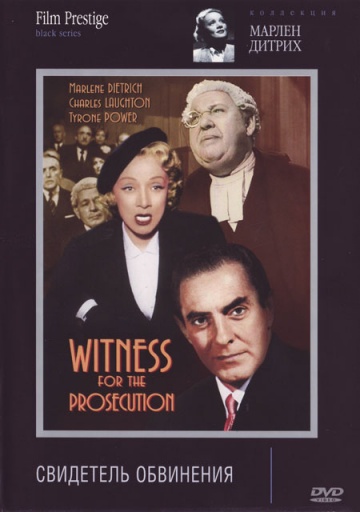 Film Prestige
black series
коллекция
МАРЛЕН
ДИТРИХ
MARLENE DIETRICH
CHARLES LAUGHTON
TYRONE POWER
WITNESS
FOR THE
PROSECUTION
СВИДЕТЕЛЬ ОБВИНЕНИЯ
DVD
VIDEO